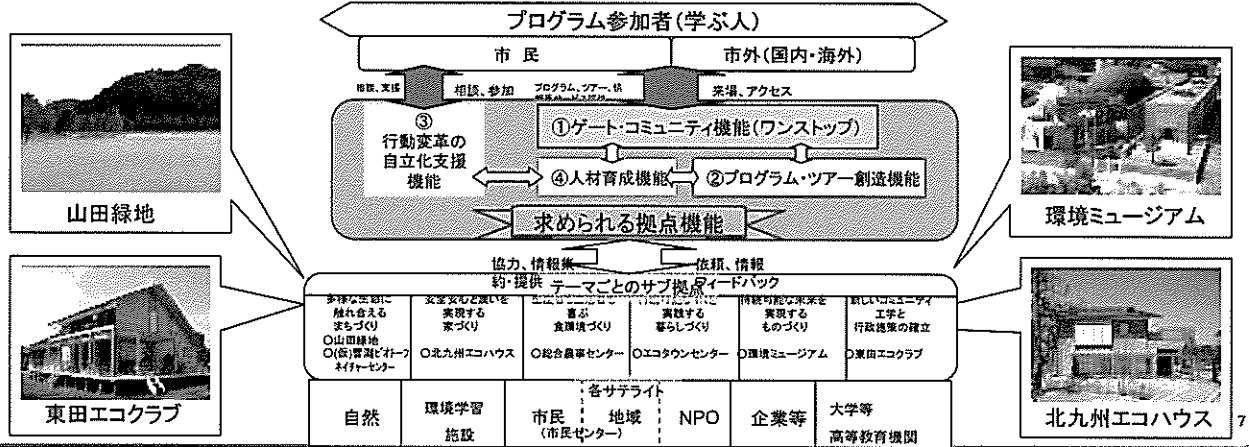 プログラム参加者(学ぶ人)
市 民
市外(国内・海外)
相談、支援
相談、参加
プログラム、ツアー、
来場、アクセス
③
行動変革の
自立化支援
機能
①ゲート・コミュニティ機能(ワンストップ)
④人材育成機能
②プログラム・ツアー創造機能
求められる拠点機能
山田緑地
環境ミュージアム
協力、情報集
約・提供
依頼、情報
フィードバック
テーマごとのサブ拠点
多様な生命に
触れ合える
まちづくり
○山田緑地
ネイチャーセンター
実現する
家づくり
○北九州エコハウス
喜ぶ
食環境づくり
○総合農事センター
実践する
暮らしづくり
○エコタウンセンター
持続可能な未来を
実現する
ものづくり
○環境ミュージアム
新しいコミュニティ
工学と
行政施策の確立
○東田エコクラブ
東田エコクラブ
北九州エコハウス
各サテライト
自然
環境学習
施設
市民
(市民センター)
地域
NPO
企業等
大学等
高等教育機関
7